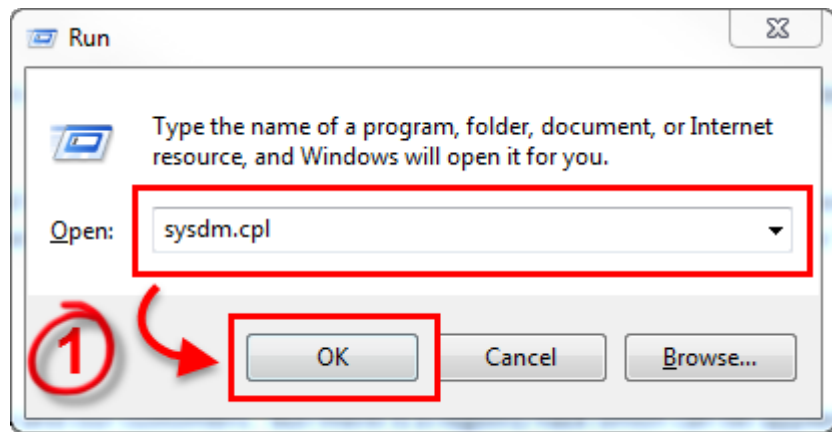 Run
Type the name of a program, folder, document, or Internet
resource, and Windows will open it for you.
Open: sysdm.cpl
1
OK Cancel Browse...